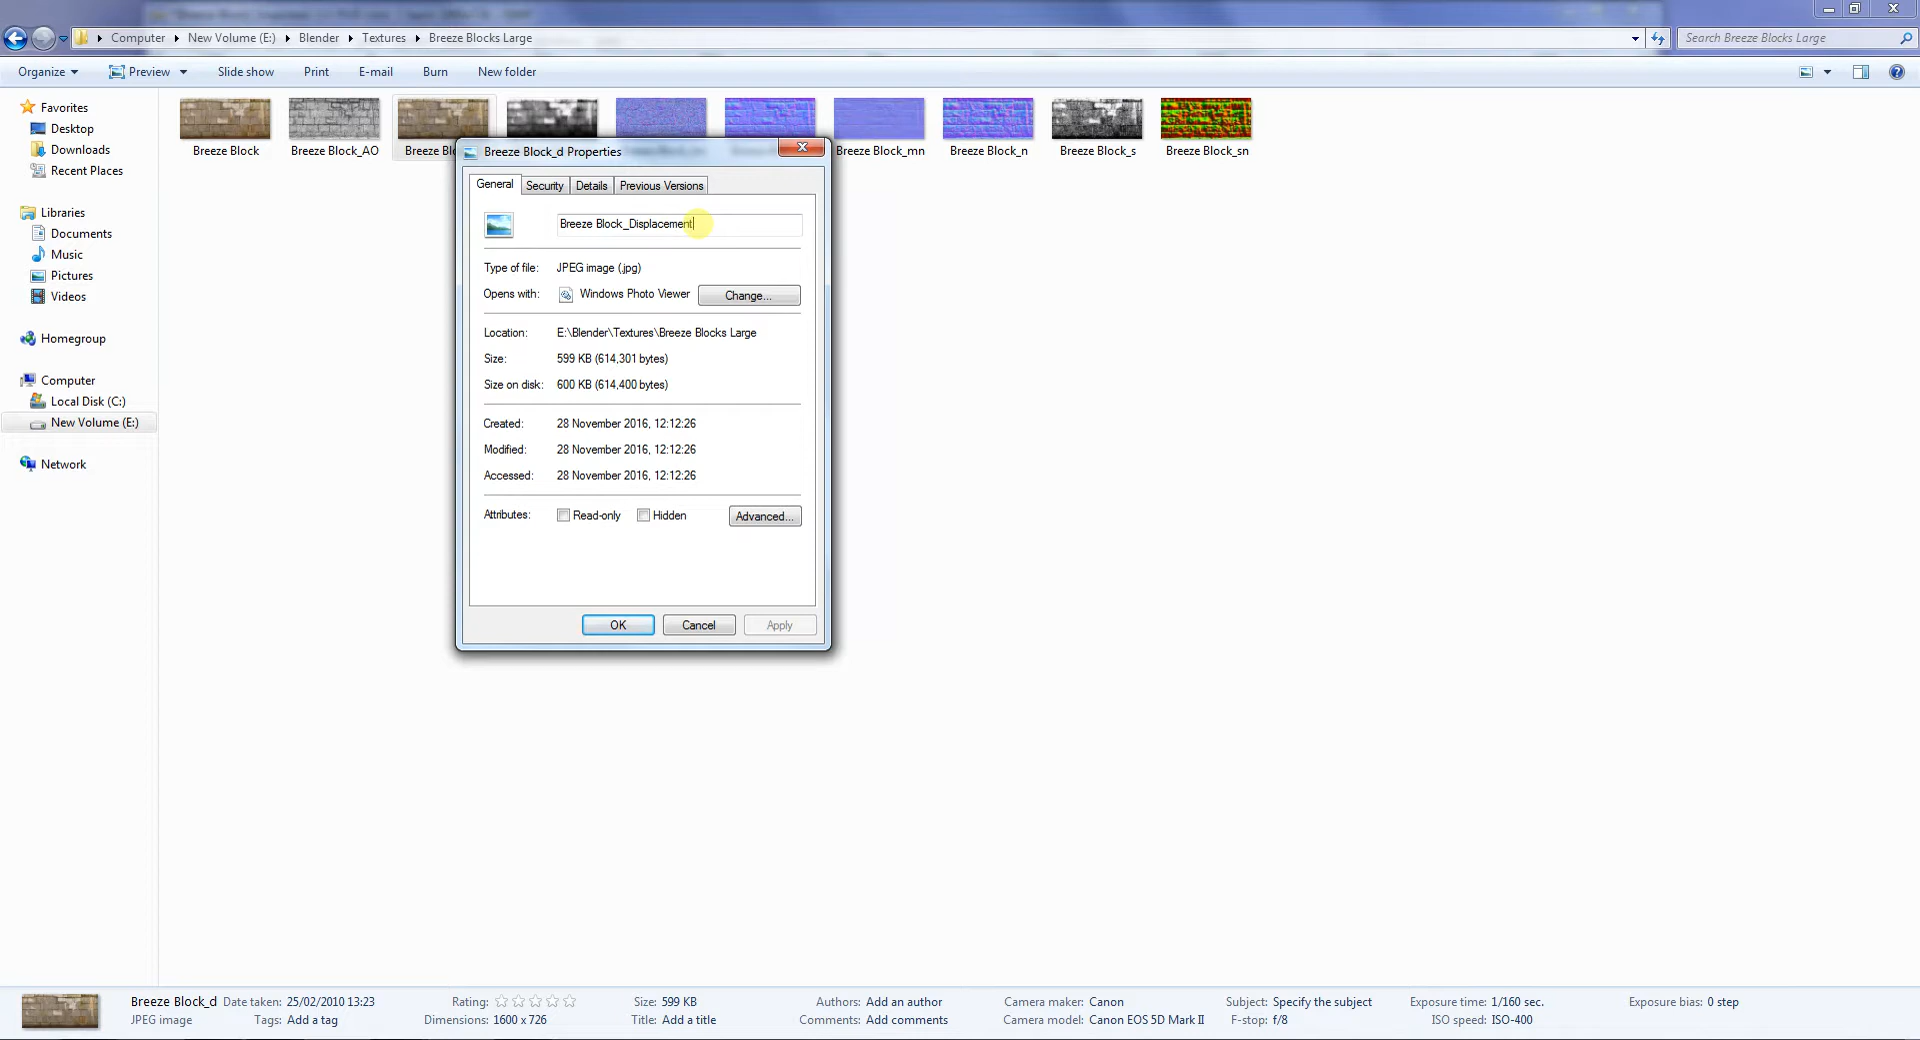 Computer New Volume (E:) Blender Textures Breeze Blocks Large
Search Breeze Blocks Large
Organize Preview Slide show Print E-mail Burn New folder
Favorites
Desktop
Downloads
Recent Places
Libraries
Documents
Music
Pictures
Videos
Homegroup
Computer
Local Disk (C:)
New Volume (E:)
Network
Breeze Block
Breeze Block_AO
Breeze Block_mn
Breeze Block_n
Breeze Block_s
Breeze Block_sn
Breeze Block_d Properties
General Security Details Previous Versions
Breeze Block_Displacement
Type of file: JPEG image (.jpg)
Opens with: Windows Photo Viewer Change...
Location: E:\Blender\Textures\Breeze Blocks Large
Size: 599 KB (614,301 bytes)
Size on disk: 600 KB (614,400 bytes)
Created: 28 November 2016, 12:12:26
Modified: 28 November 2016, 12:12:26
Accessed: 28 November 2016, 12:12:26
Attributes: Read-only Hidden Advanced...
OK Cancel Apply
Breeze Block_d Date taken: 25/02/2010 13:23 Rating: Size: 599 KB Authors: Add an author Camera maker: Canon Subject: Specify the subject Exposure time: 1/160 sec. Exposure bias: 0 step
JPEG image Tags: Add a tag Dimensions: 1600 x 726 Title: Add a title Comments: Add comments Camera model: Canon EOS 5D Mark II F-stop: f/8 ISO speed: ISO-400